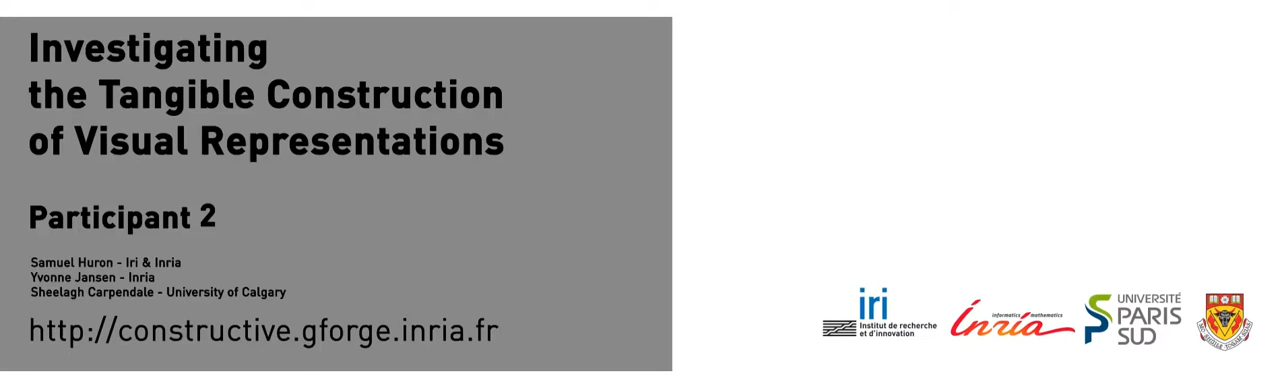 Investigating
the Tangible Construction
of Visual Representations
Participant 2
Samuel Huron - Iri & Inria
Yvonne Jansen - Inria
Sheelagh Carpendale - University of Calgary
http://constructive.gforge.inria.fr
iri
Institut de recherche
et d'innovation
informatics mathematics
inria
UNIVERSITÉ
PARIS
SUD